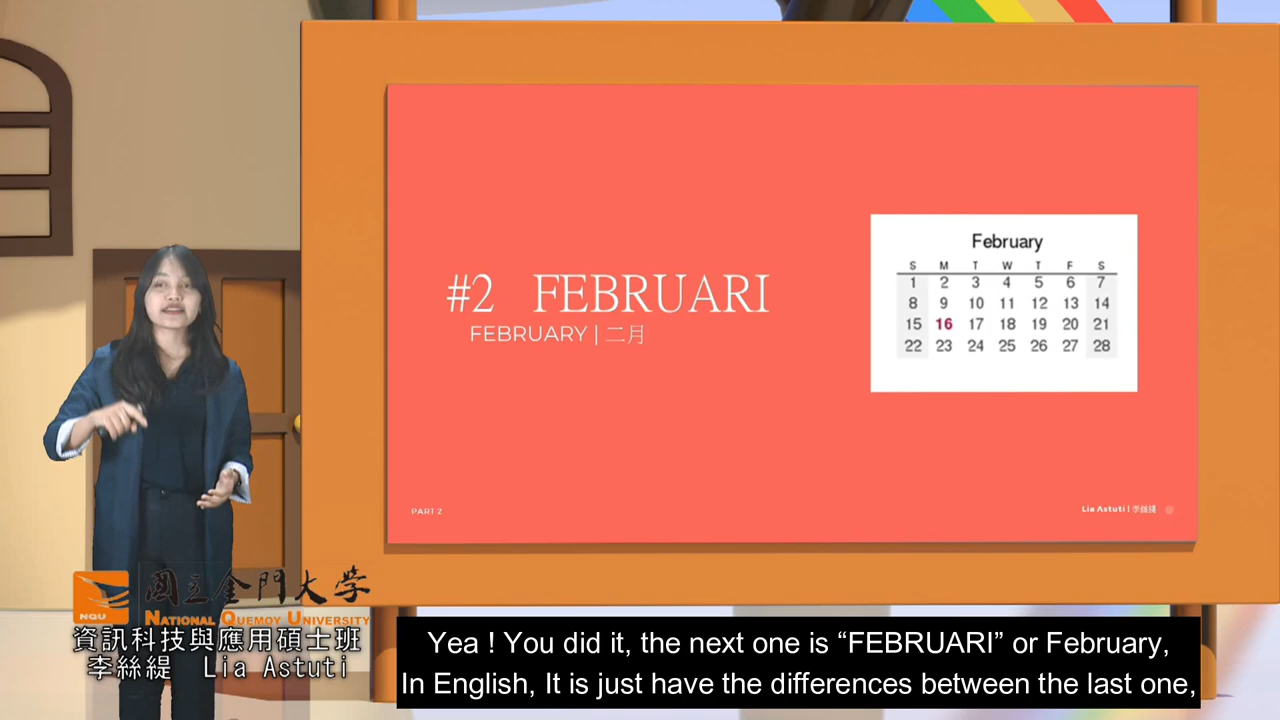 #2 FEBRUARI
FEBRUARY | 二月
February
S M T W T F S
1 2 3 4 5 6 7
8 9 10 11 12 13 14
15 16 17 18 19 20 21
22 23 24 25 26 27 28
PART 2
Lia Astuti | 李絲緹
NQU
國立金門大學
NATIONAL QUEMOY UNIVERSITY
資訊科技與應用碩士班
李絲緹 Lia Astuti
Yea ! You did it, the next one is “FEBRUARI” or February,
In English, It is just have the differences between the last one,